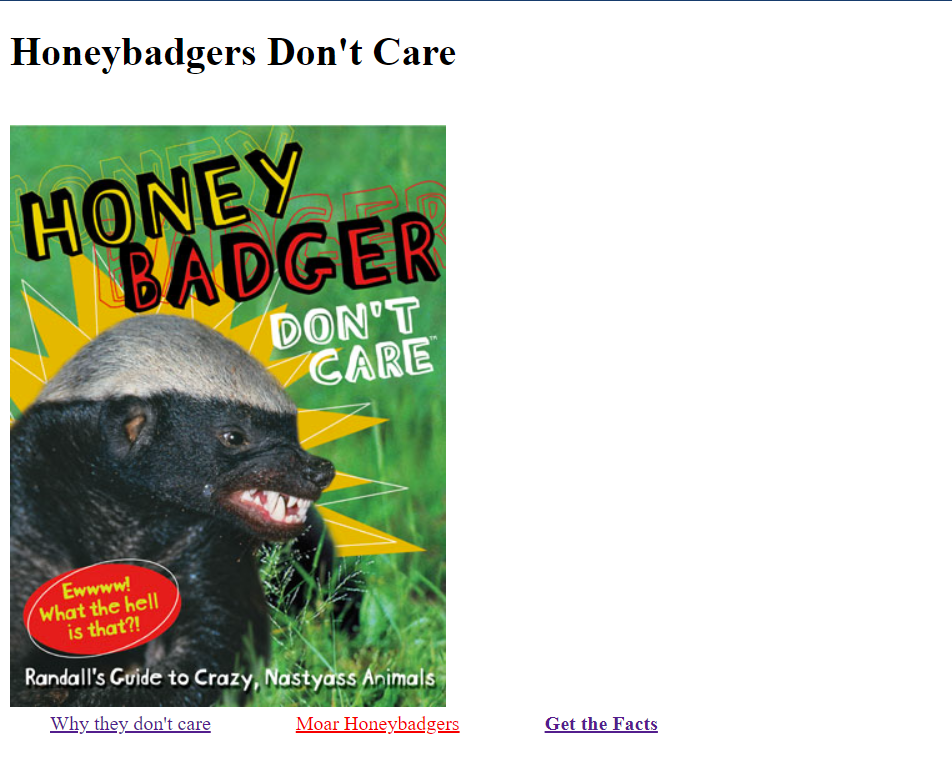 Honeybadgers Don't Care
HONEY
BADGER
DON'T
CARE™
Ewwww!
What the hell
is that?!
Randall's Guide to Crazy, Nastyass Animals
Why they don't care Moar Honeybadgers Get the Facts